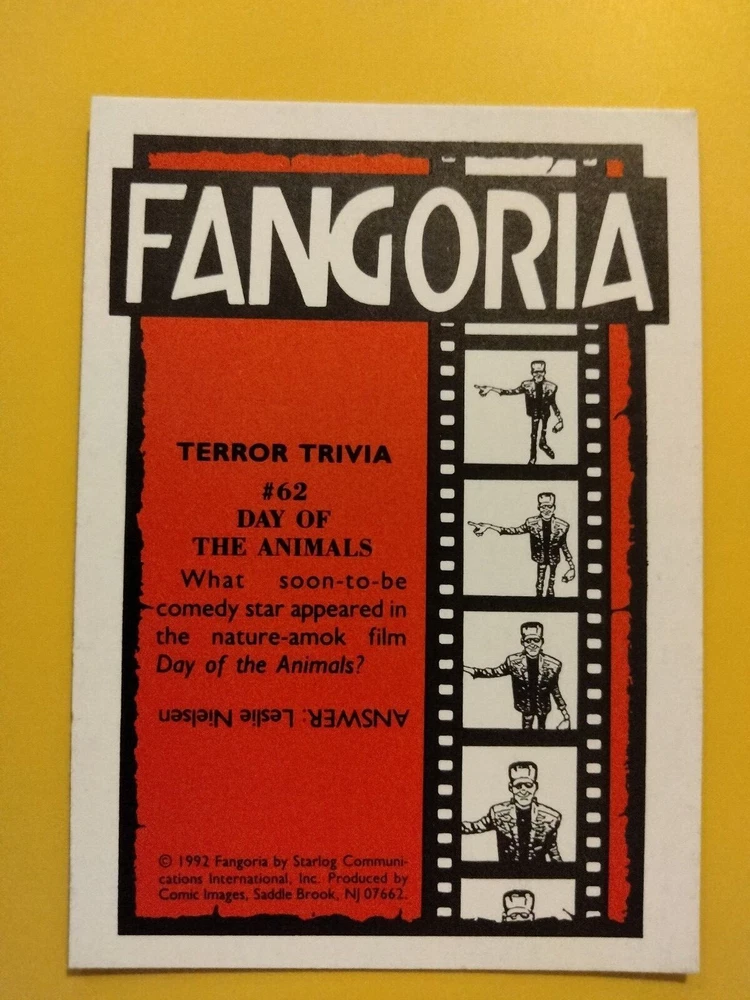 FANGORIA
TERROR TRIVIA
#62
DAY OF
THE ANIMALS
What soon-to-be
comedy star appeared in
the nature-amok film
Day of the Animals?
ANSWER: Leslie Nielsen
© 1992 Fangoria by Starlog Communi-
cations International, Inc. Produced by
Comic Images, Saddle Brook, NJ 07662.